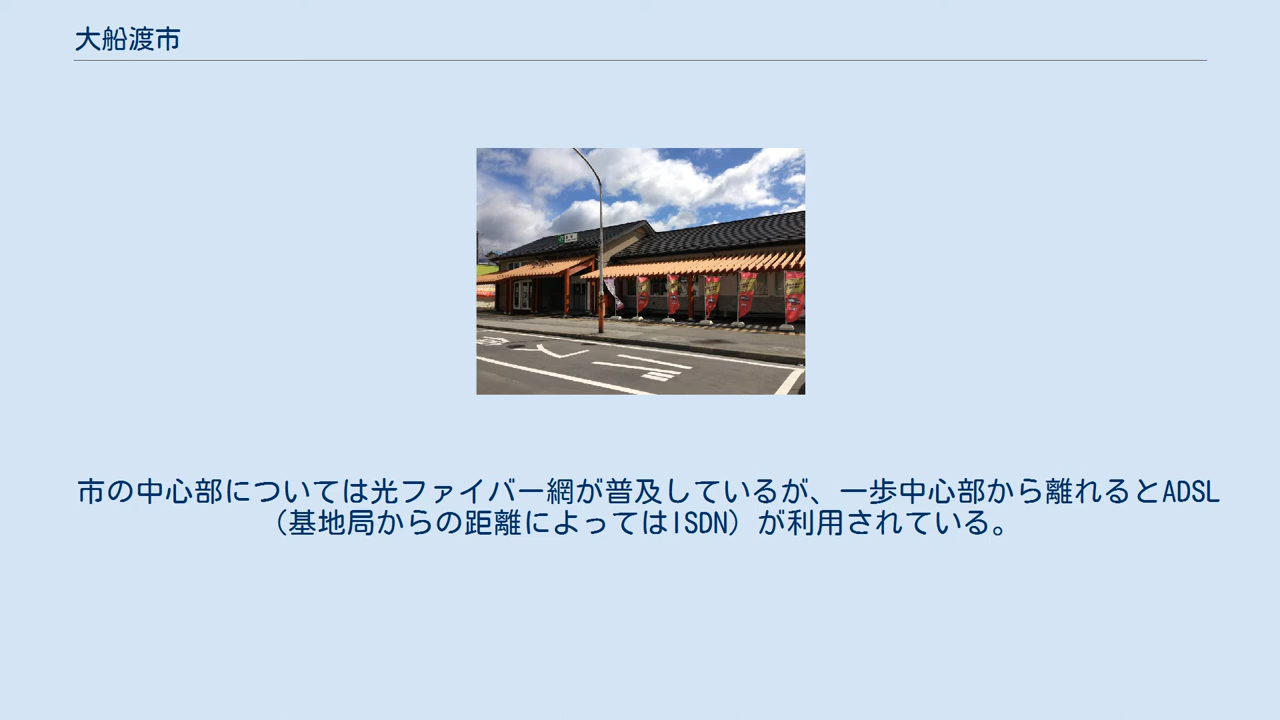 大船渡市
市の中心部については光ファイバー網が普及しているが、一歩中心部から離れるとADSL
（基地局からの距離によってはISDN）が利用されている。